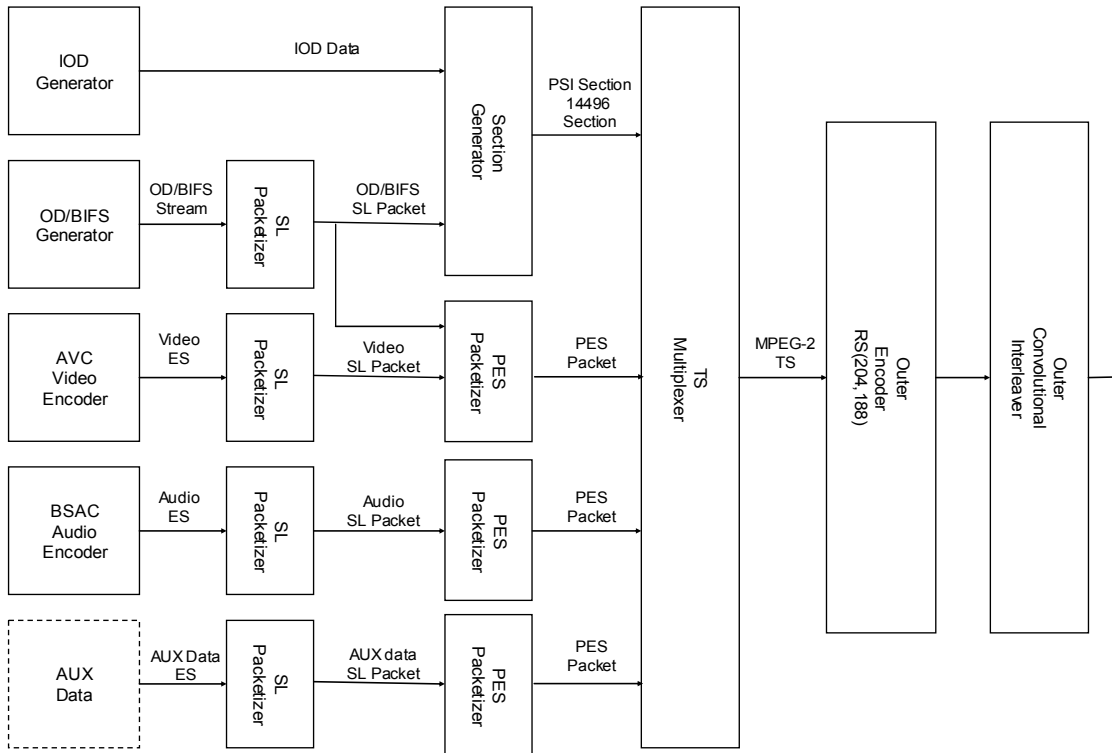 IOD
Generator
IOD Data
Section
Generator
PSI Section
14496
Section
OD/BIFS
Generator
OD/BIFS
Stream
SL
Packetizer
OD/BIFS
SL Packet
AVC
Video
Encoder
Video
ES
SL
Packetizer
Video
SL Packet
PES
Packetizer
PES
Packet
BSAC
Audio
Encoder
Audio
ES
SL
Packetizer
Audio
SL Packet
PES
Packetizer
PES
Packet
AUX
Data
AUX Data
ES
SL
Packetizer
AUX data
SL Packet
PES
Packetizer
PES
Packet
TS
Multiplexer
MPEG-2
TS
Outer
Encoder
RS(204,188)
Outer
Convolutional
Interleaver